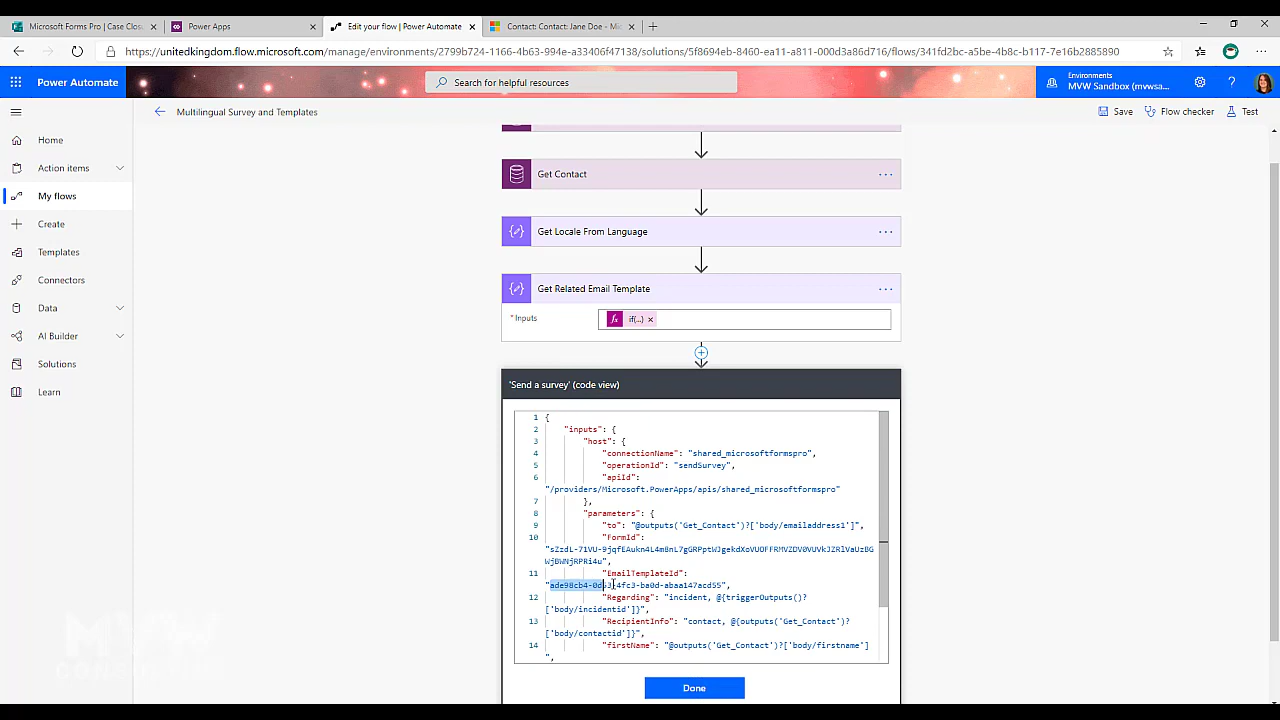 Microsoft Forms Pro | Case Clos
Power Apps
Edit your flow | Power Automate
Contact: Contact: Jane Doe - Mi
https://unitedkingdom.flow.microsoft.com/manage/environments/2799b724-1166-4b63-994e-a33406f47138/solutions/5f8694eb-8f60-ea11-a811-000d3a86d716/flows/341fd2bc-a5be-4b8c-b117-7e16b2885890
Power Automate
Search for helpful resources
Environments
MVW Sandbox (mvwsa...
Multilingual Survey and Templates
Save
Flow checker
Test
Home
Action items
My flows
Create
Templates
Connectors
Data
AI Builder
Solutions
Learn
Get Contact
Get Locale From Language
Get Related Email Template
* Inputs
fx if(...) x
'Send a survey' (code view)
1 {
2 "inputs": {
3 "host": {
4 "connectionName": "shared_microsoftformspro",
5 "operationId": "sendSurvey",
6 "apiId":
"/providers/Microsoft.PowerApps/apis/shared_microsoftformspro"
7 },
8 "parameters": {
9 "to": "@outputs('Get_Contact')?['body/emailaddress1']",
10 "FormId":
11 "EmailTemplateId":
12 "Regarding": "incident, @{triggerOutputs()?
['body/incidentid']}",
13 "RecipientInfo": "contact, @{outputs('Get_Contact')?
['body/contactid']}",
14 "firstName": "@outputs('Get_Contact')?['body/firstname']
",
Done
MVW